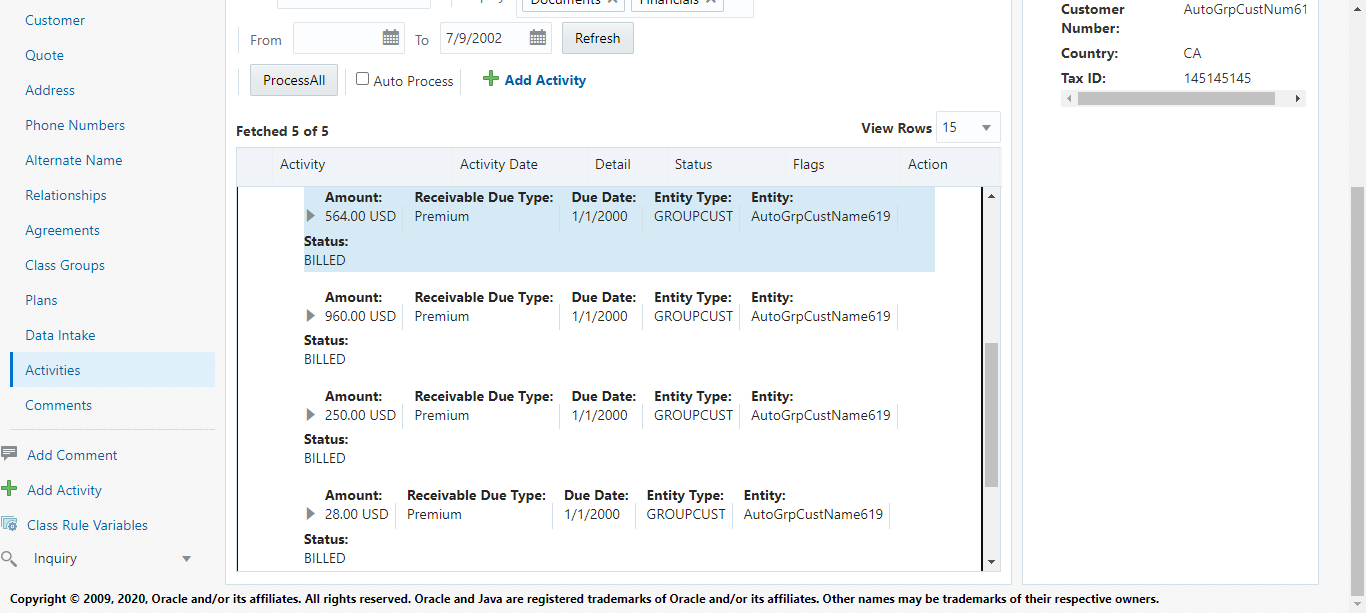 Customer
Quote
Address
Phone Numbers
Alternate Name
Relationships
Agreements
Class Groups
Plans
Data Intake
Activities
Comments
Add Comment
Add Activity
Class Rule Variables
Inquiry
Documents
Financials
From To 7/9/2002 Refresh
ProcessAll Auto Process Add Activity
Fetched 5 of 5 View Rows 15
Activity Activity Date Detail Status Flags Action
Amount: Receivable Due Type: Due Date: Entity Type: Entity:
564.00 USD Premium 1/1/2000 GROUPCUST AutoGrpCustName619
Status:
BILLED
Amount: Receivable Due Type: Due Date: Entity Type: Entity:
960.00 USD Premium 1/1/2000 GROUPCUST AutoGrpCustName619
Status:
BILLED
Amount: Receivable Due Type: Due Date: Entity Type: Entity:
250.00 USD Premium 1/1/2000 GROUPCUST AutoGrpCustName619
Status:
BILLED
Amount: Receivable Due Type: Due Date: Entity Type: Entity:
28.00 USD Premium 1/1/2000 GROUPCUST AutoGrpCustName619
Status:
BILLED
Customer AutoGrpCustNum61
Number:
Country: CA
Tax ID: 145145145
Copyright © 2009, 2020, Oracle and/or its affiliates. All rights reserved. Oracle and Java are registered trademarks of Oracle and/or its affiliates. Other names may be trademarks of their respective owners.